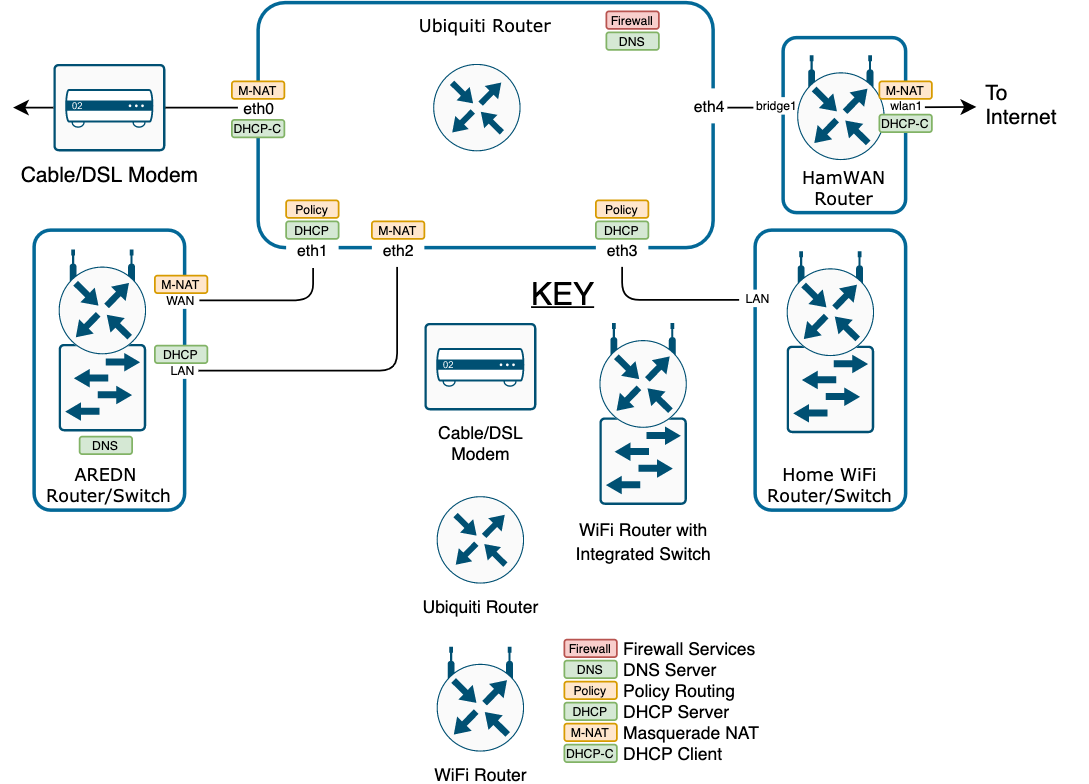 Ubiquiti Router
Firewall
DNS
M-NAT
eth0
DHCP-C
02
Cable/DSL Modem
eth4
bridge1
M-NAT
wlan1
DHCP-C
To
Internet
HamWAN
Router
Policy
DHCP
eth1
M-NAT
eth2
Policy
DHCP
eth3
M-NAT
WAN
DHCP
LAN
DNS
AREDN
Router/Switch
LAN
Home WiFi
Router/Switch
KEY
02
Cable/DSL
Modem
WiFi Router with
Integrated Switch
Ubiquiti Router
WiFi Router
Firewall Firewall Services
DNS DNS Server
Policy Policy Routing
DHCP DHCP Server
M-NAT Masquerade NAT
DHCP-C DHCP Client